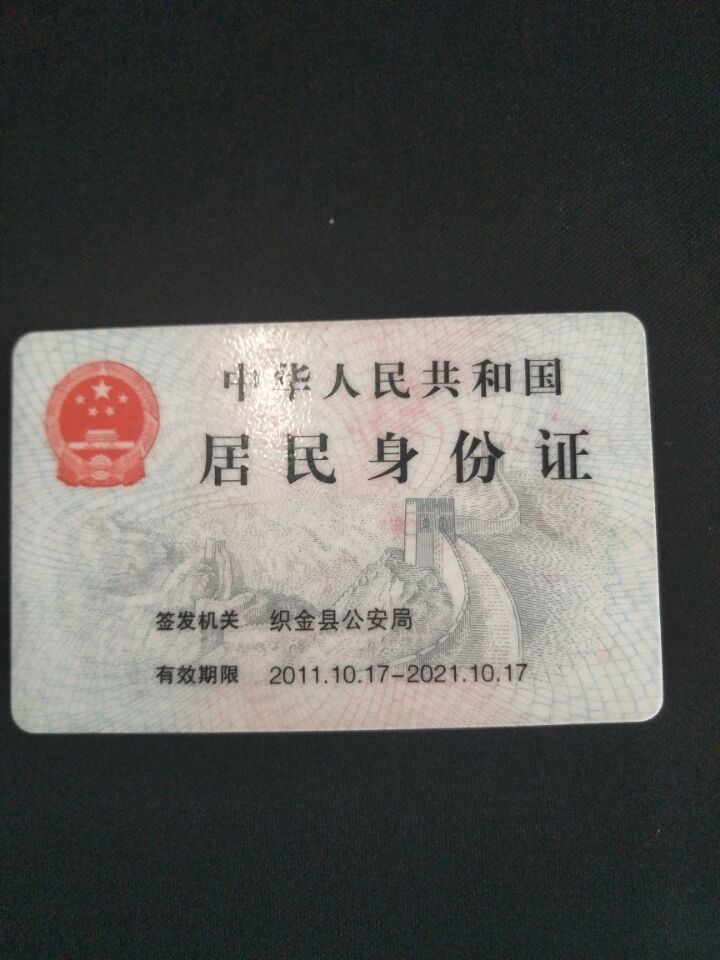 中华人民共和国
居民身份证
签发机关 织金县公安局
有效期限 2011.10.17-2021.10.17